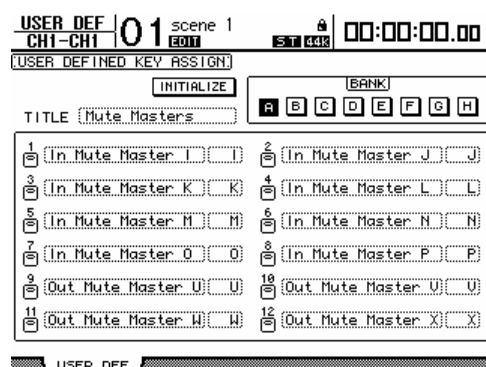 USER DEF CH1-CH1 01 scene 1 EDIT ST 44k 00:00:00.00
USER DEFINED KEY ASSIGN
INITIALIZE BANK
TITLE Mute Masters A B C D E F G H
1 In Mute Master I I 2 In Mute Master J J
3 In Mute Master K K 4 In Mute Master L L
5 In Mute Master M M 6 In Mute Master N N
7 In Mute Master O O 8 In Mute Master P P
9 Out Mute Master U U 10 Out Mute Master V V
11 Out Mute Master W W 12 Out Mute Master X X
USER DEF